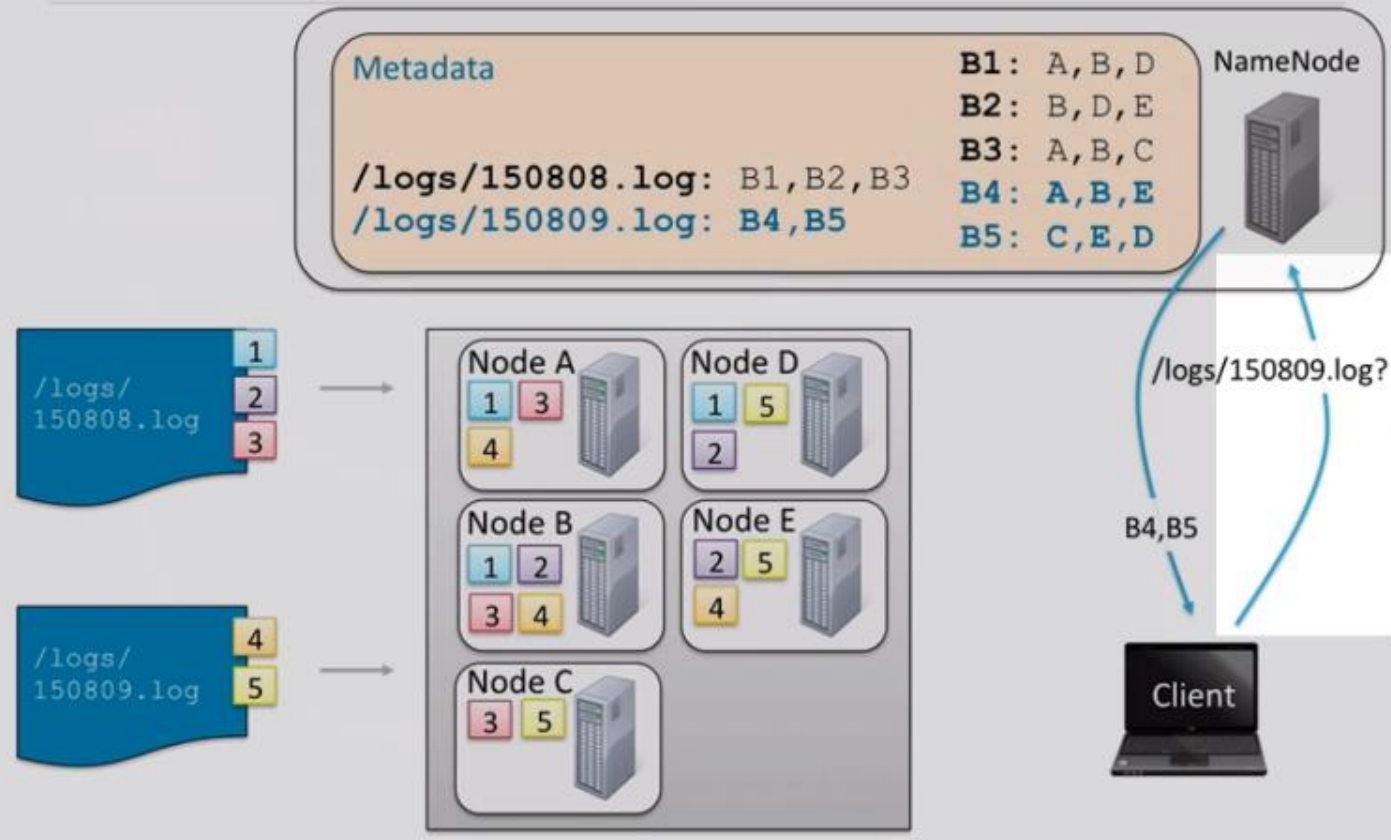 Metadata
/logs/150808.log: B1,B2,B3
/logs/150809.log: B4,B5
B1: A,B,D
B2: B,D,E
B3: A,B,C
B4: A,B,E
B5: C,E,D
NameNode
/logs/
150808.log
1
2
3
/logs/
150809.log
4
5
Node A
1 3
4
Node D
1 5
2
Node B
1 2
3 4
Node E
2 5
4
Node C
3 5
/logs/150809.log?
B4,B5
Client